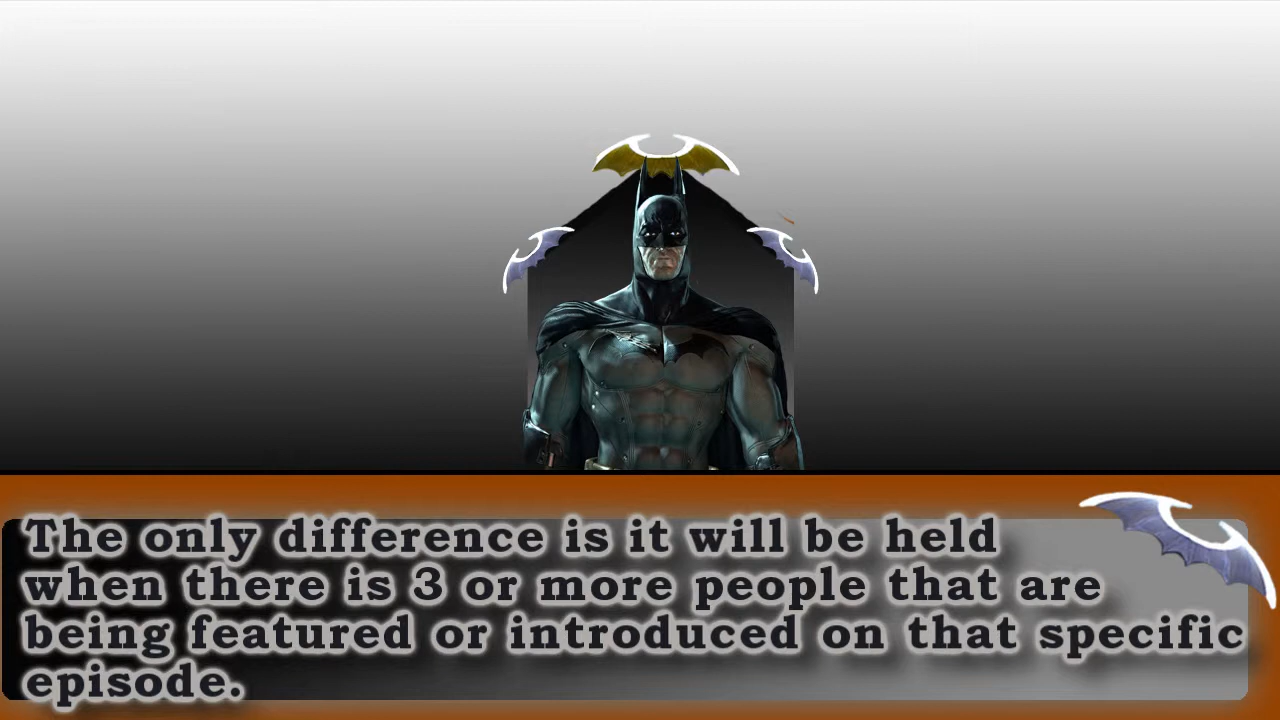 The only difference is it will be held
when there is 3 or more people that are
being featured or introduced on that specific
episode.